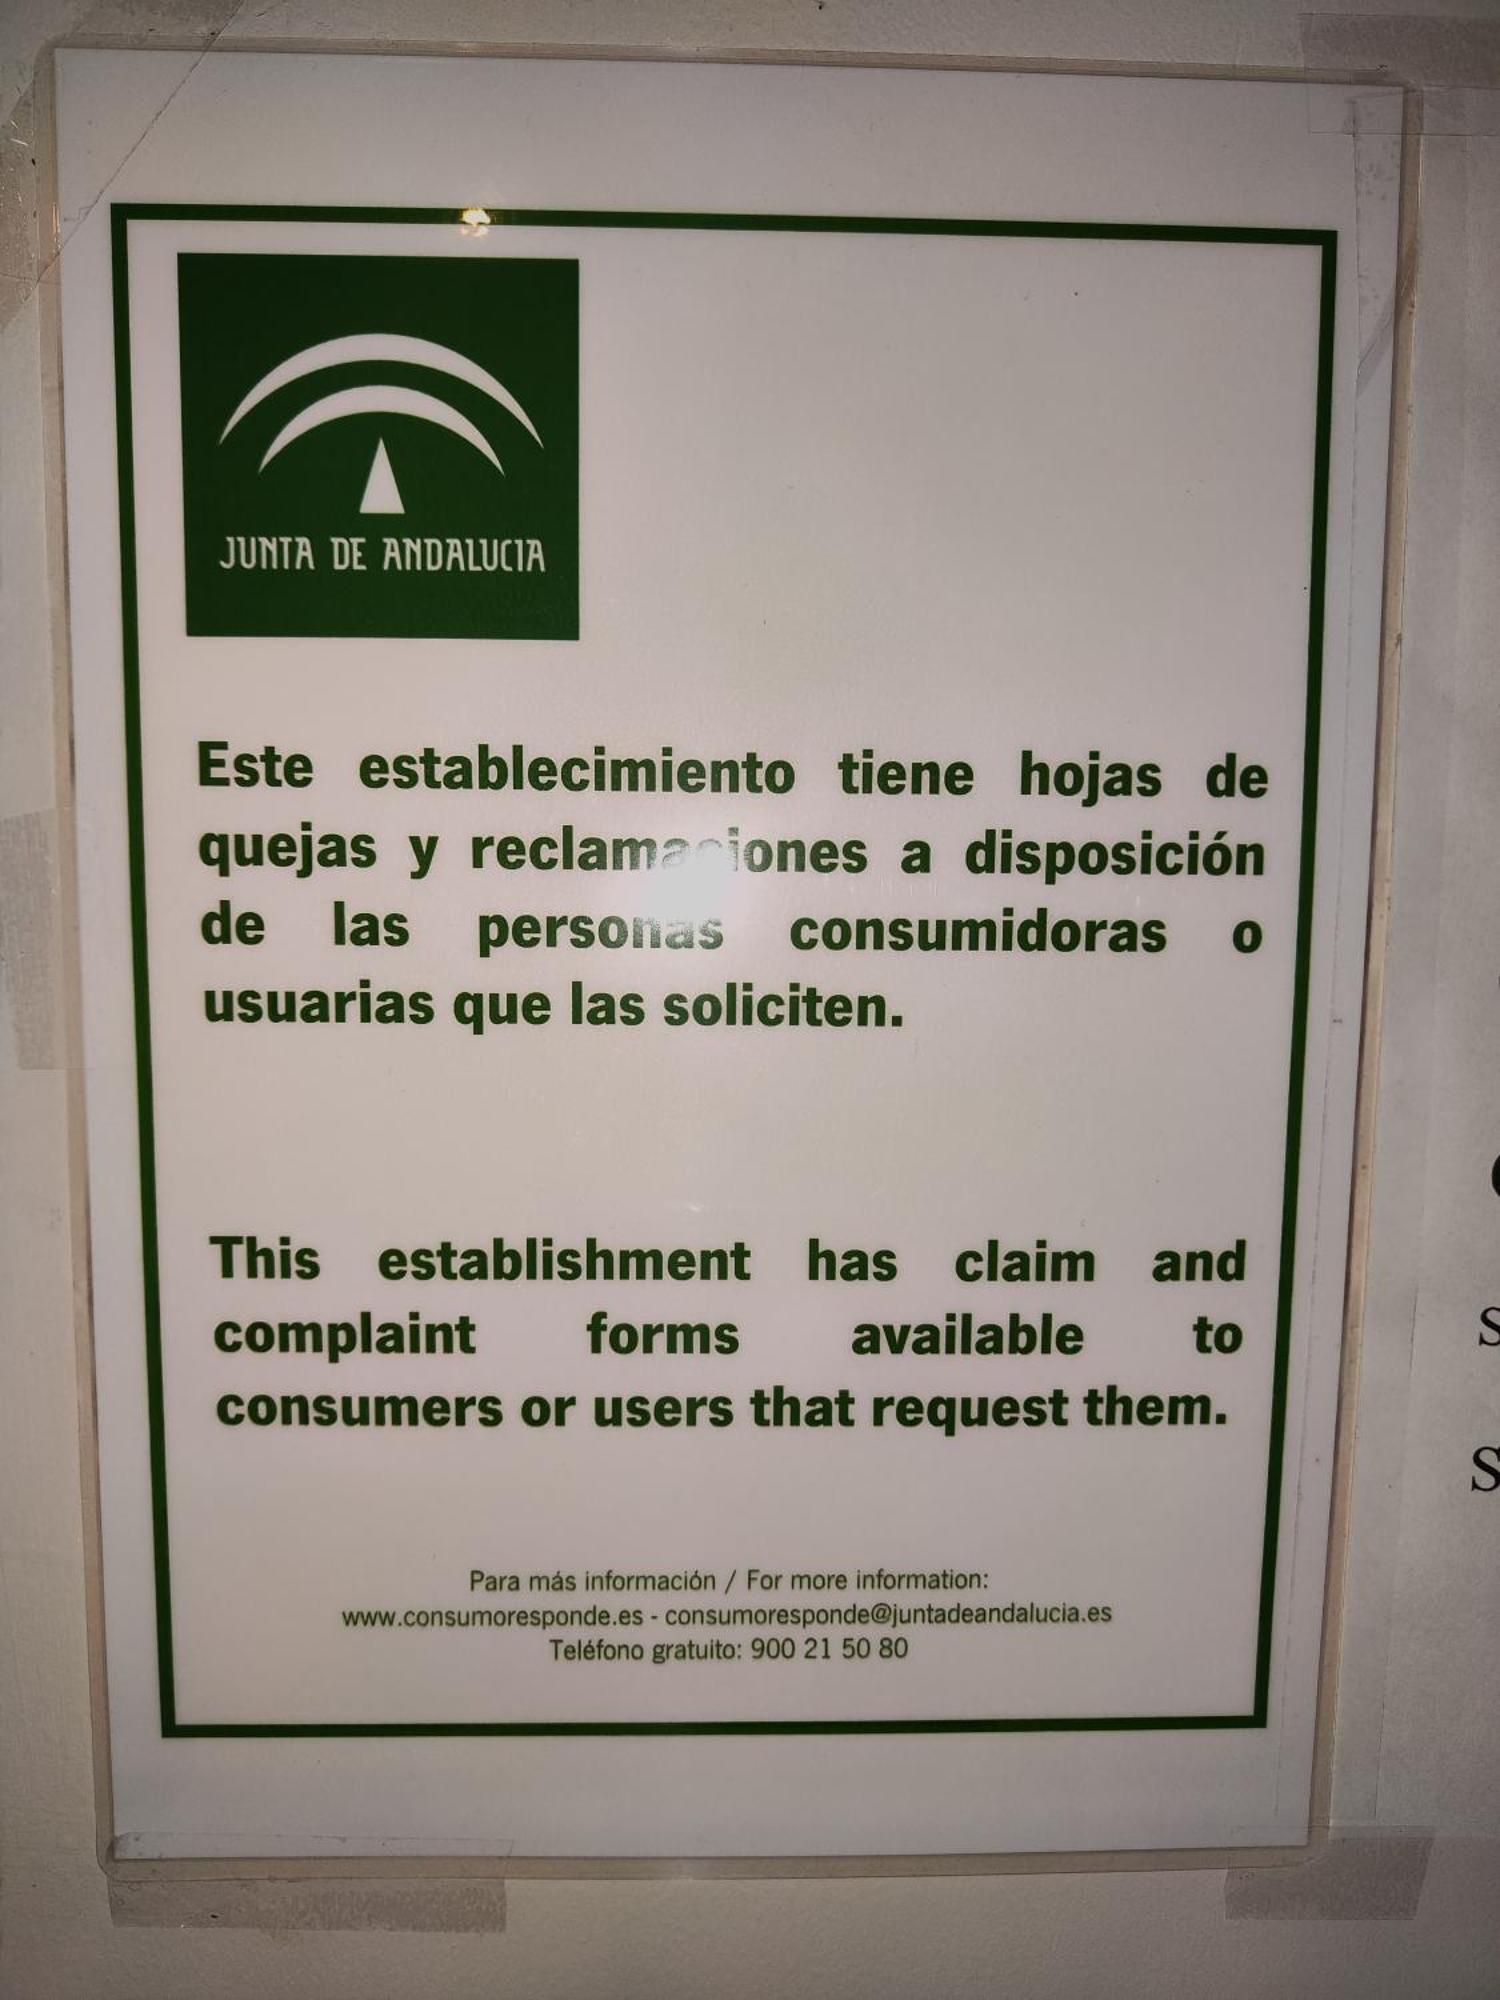 JUNTA DE ANDALUCIA
Este establecimiento tiene hojas de
quejas y reclamaciones a disposición
de las personas consumidoras o
usuarias que las soliciten.
This establishment has claim and
complaint forms available to
consumers or users that request them.
Para más información / For more information:
www.consumoresponde.es - consumoresponde@juntadeandalucia.es
Teléfono gratuito: 900 21 50 80